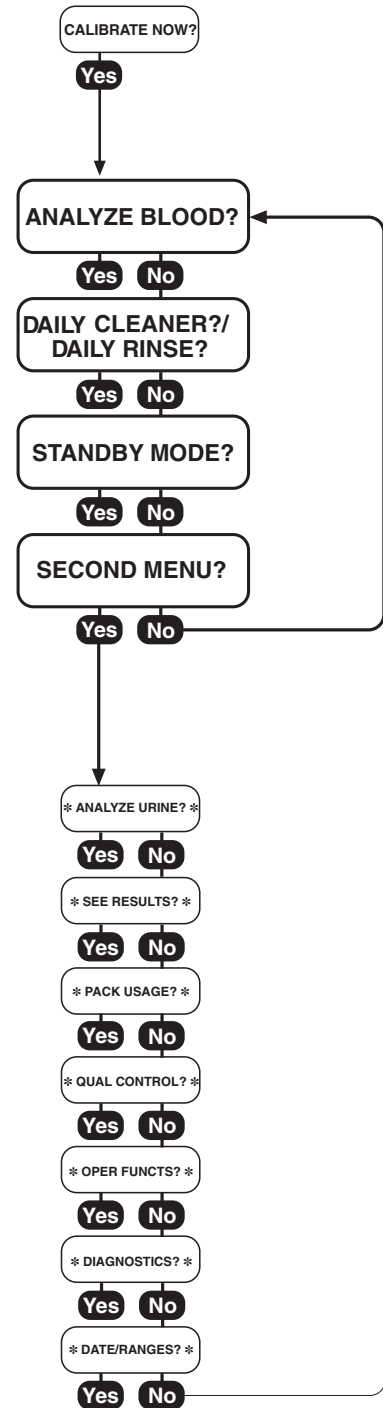 CALIBRATE NOW?
Yes
ANALYZE BLOOD?
Yes No
DAILY CLEANER?/
DAILY RINSE?
Yes No
STANDBY MODE?
Yes No
SECOND MENU?
Yes No
✻ ANALYZE URINE? ✻
Yes No
✻ SEE RESULTS? ✻
Yes No
✻ PACK USAGE? ✻
Yes No
✻ QUAL CONTROL? ✻
Yes No
✻ OPER FUNCTS? ✻
Yes No
✻ DIAGNOSTICS? ✻
Yes No
✻ DATE/RANGES? ✻
Yes No